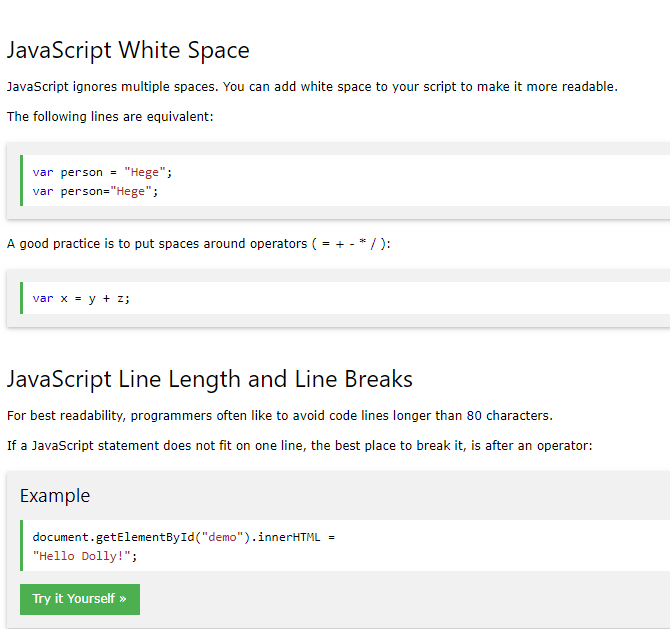 JavaScript White Space
JavaScript ignores multiple spaces. You can add white space to your script to make it more readable.
The following lines are equivalent:
var person = "Hege";
var person="Hege";
A good practice is to put spaces around operators ( = + - * / ):
var x = y + z;
JavaScript Line Length and Line Breaks
For best readability, programmers often like to avoid code lines longer than 80 characters.
If a JavaScript statement does not fit on one line, the best place to break it, is after an operator:
Example
document.getElementById("demo").innerHTML =
"Hello Dolly!";
Try it Yourself »